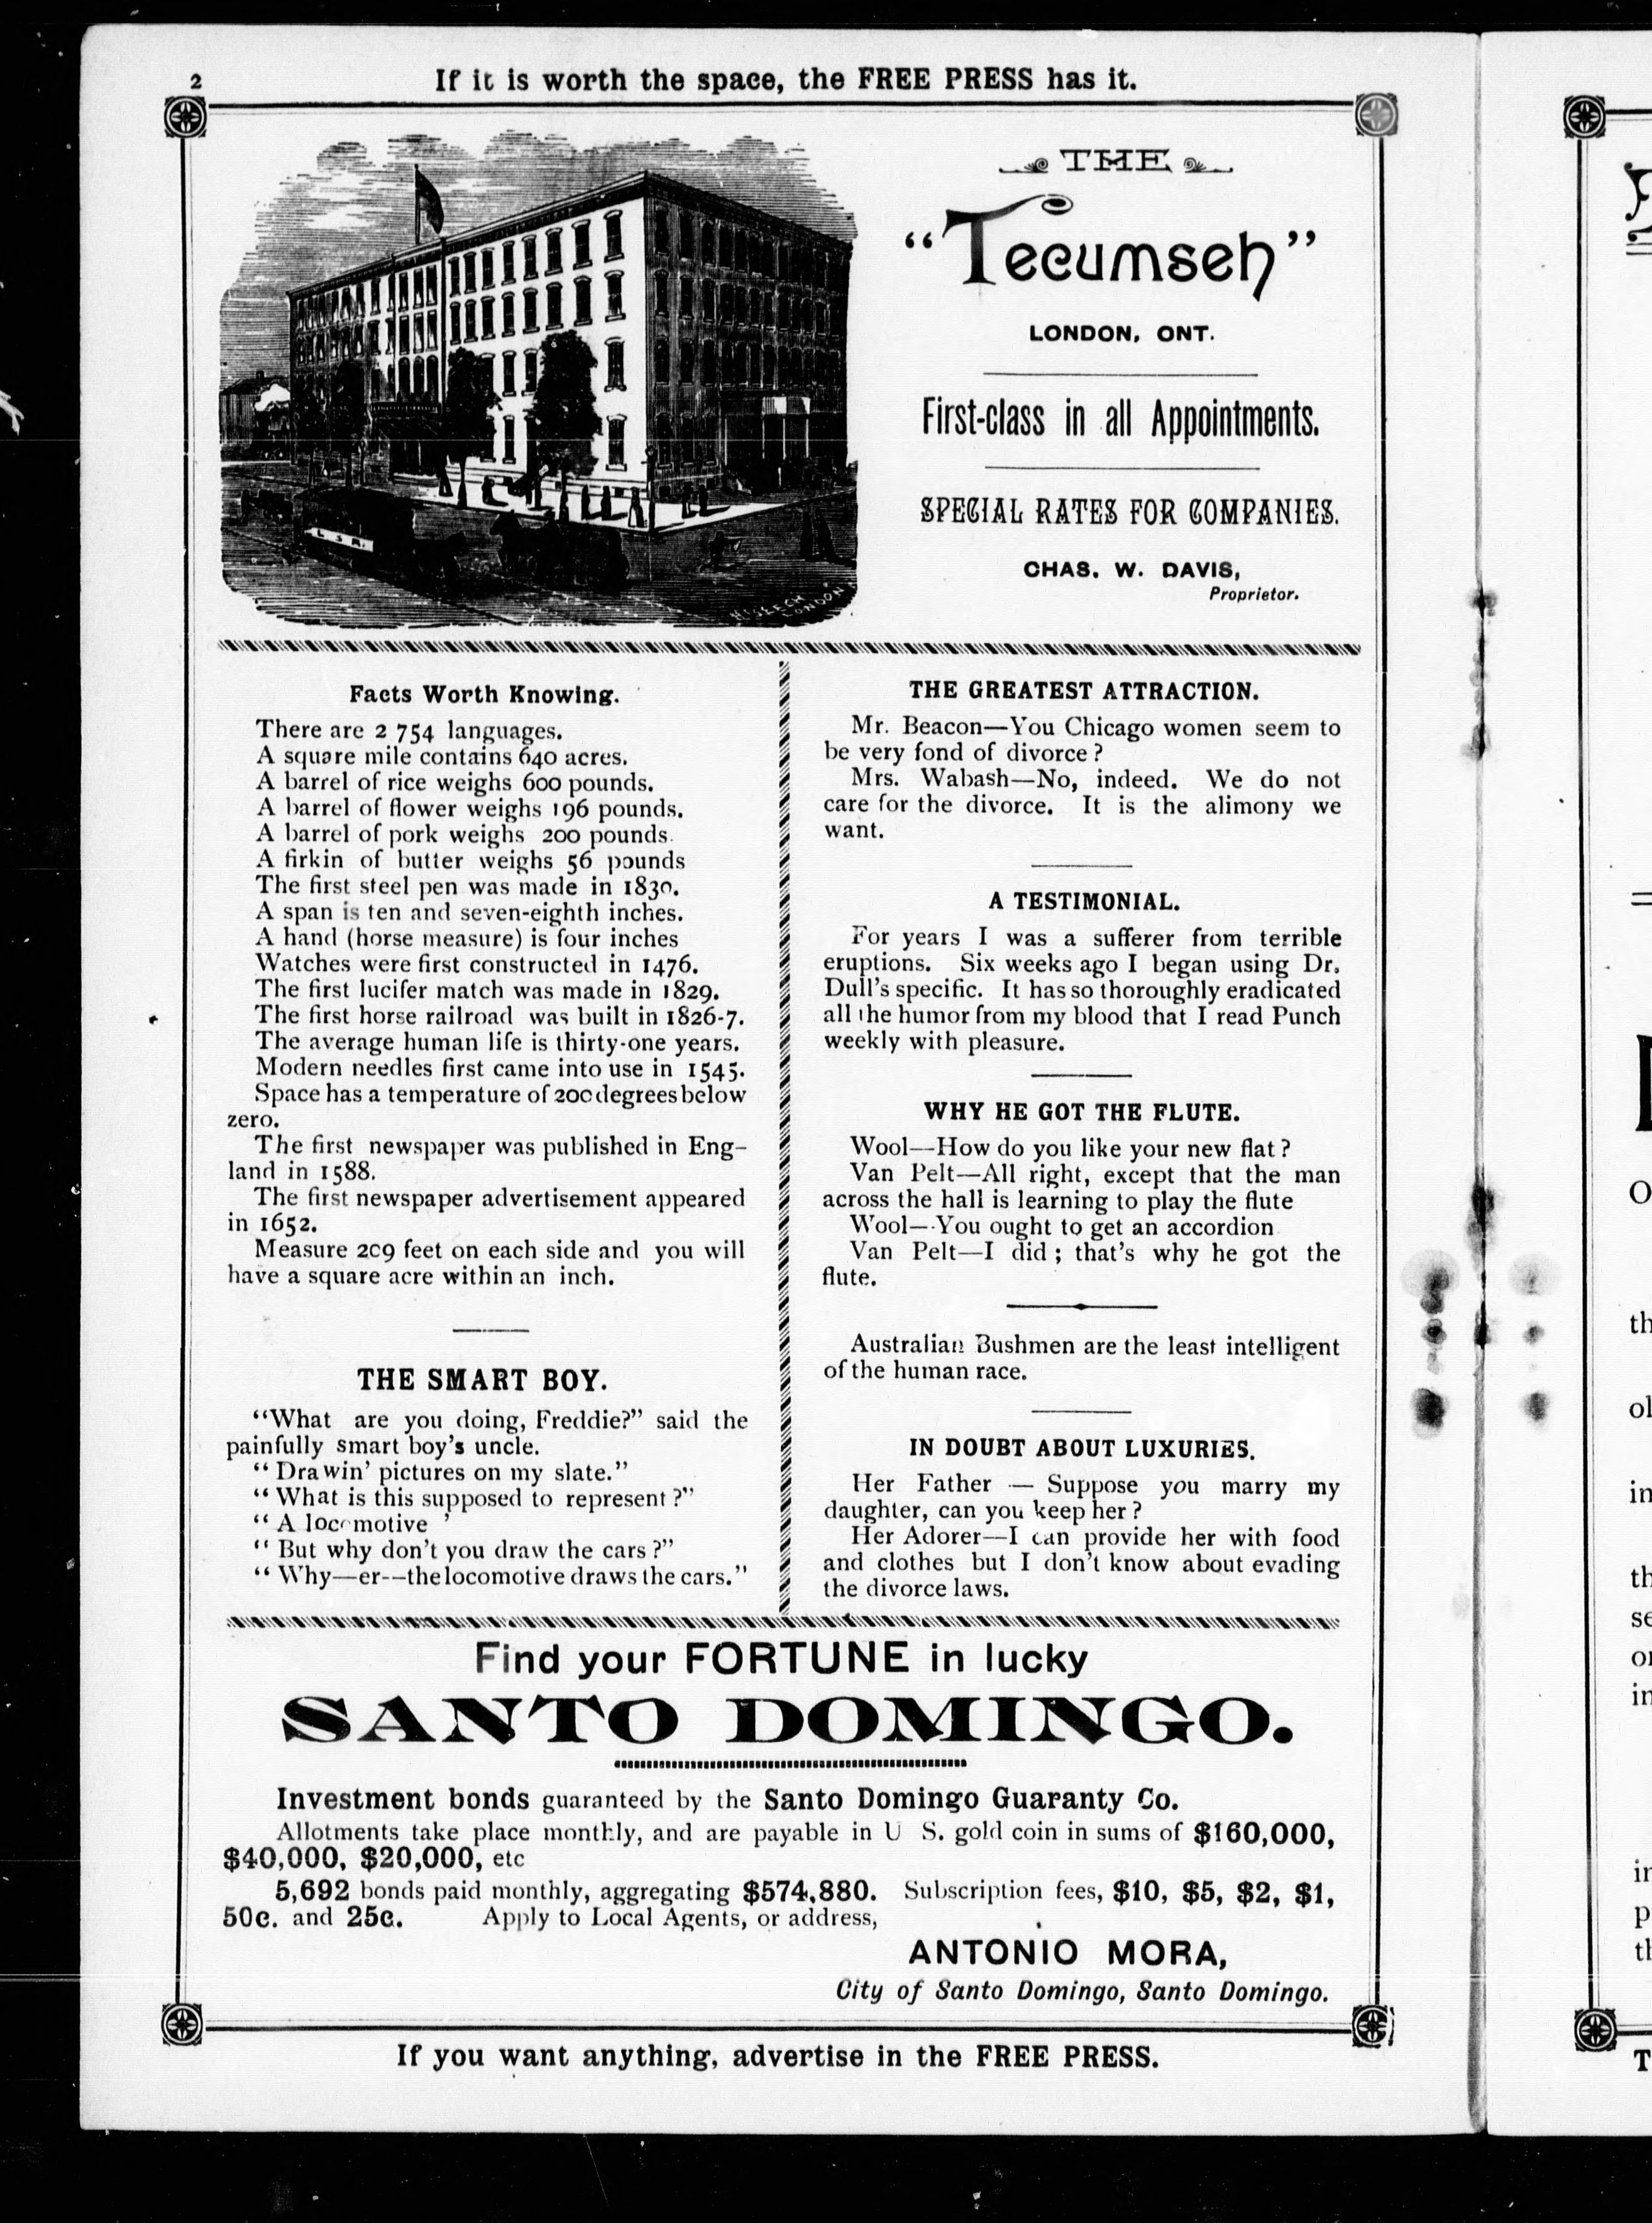 2
If it is worth the space, the FREE PRESS has it.
THE
"Tecumseh"
LONDON, ONT.
First-class in all Appointments.
SPECIAL RATES FOR COMPANIES.
CHAS. W. DAVIS,
Proprietor.
L S R.
LONDON
Facts Worth Knowing.
There are 2 754 languages.
A square mile contains 640 acres.
A barrel of rice weighs 600 pounds.
A barrel of flower weighs 196 pounds.
A barrel of pork weighs 200 pounds.
A firkin of butter weighs 56 pounds
The first steel pen was made in 1830.
A span is ten and seven-eighth inches.
A hand (horse measure) is four inches
Watches were first constructed in 1476.
The first lucifer match was made in 1829.
The first horse railroad was built in 1826-7.
The average human life is thirty-one years.
Modern needles first came into use in 1545.
Space has a temperature of 200 degrees below
zero.
The first newspaper was published in Eng-
land in 1588.
The first newspaper advertisement appeared
in 1652.
Measure 209 feet on each side and you will
have a square acre within an inch.
THE SMART BOY.
"What are you doing, Freddie?" said the
painfully smart boy's uncle.
"Drawin' pictures on my slate."
"What is this supposed to represent?"
"A locomotive '
"But why don't you draw the cars?"
"Why—er—the locomotive draws the cars."
THE GREATEST ATTRACTION.
Mr. Beacon—You Chicago women seem to
be very fond of divorce?
Mrs. Wabash—No, indeed. We do not
care for the divorce. It is the alimony we
want.
A TESTIMONIAL.
For years I was a sufferer from terrible
eruptions. Six weeks ago I began using Dr.
Dull's specific. It has so thoroughly eradicated
all the humor from my blood that I read Punch
weekly with pleasure.
WHY HE GOT THE FLUTE.
Wool—How do you like your new flat?
Van Pelt—All right, except that the man
across the hall is learning to play the flute
Wool—You ought to get an accordion
Van Pelt—I did; that's why he got the
flute.
Australian Bushmen are the least intelligent
of the human race.
IN DOUBT ABOUT LUXURIES.
Her Father — Suppose you marry my
daughter, can you keep her?
Her Adorer—I can provide her with food
and clothes but I don't know about evading
the divorce laws.
Find your FORTUNE in lucky
SANTO DOMINGO.
Investment bonds guaranteed by the Santo Domingo Guaranty Co.
Allotments take place monthly, and are payable in U S. gold coin in sums of $160,000,
$40,000, $20,000, etc
5,692 bonds paid monthly, aggregating $574,880. Subscription fees, $10, $5, $2, $1,
50c. and 25c. Apply to Local Agents, or address,
ANTONIO MORA,
City of Santo Domingo, Santo Domingo.
If you want anything, advertise in the FREE PRESS.